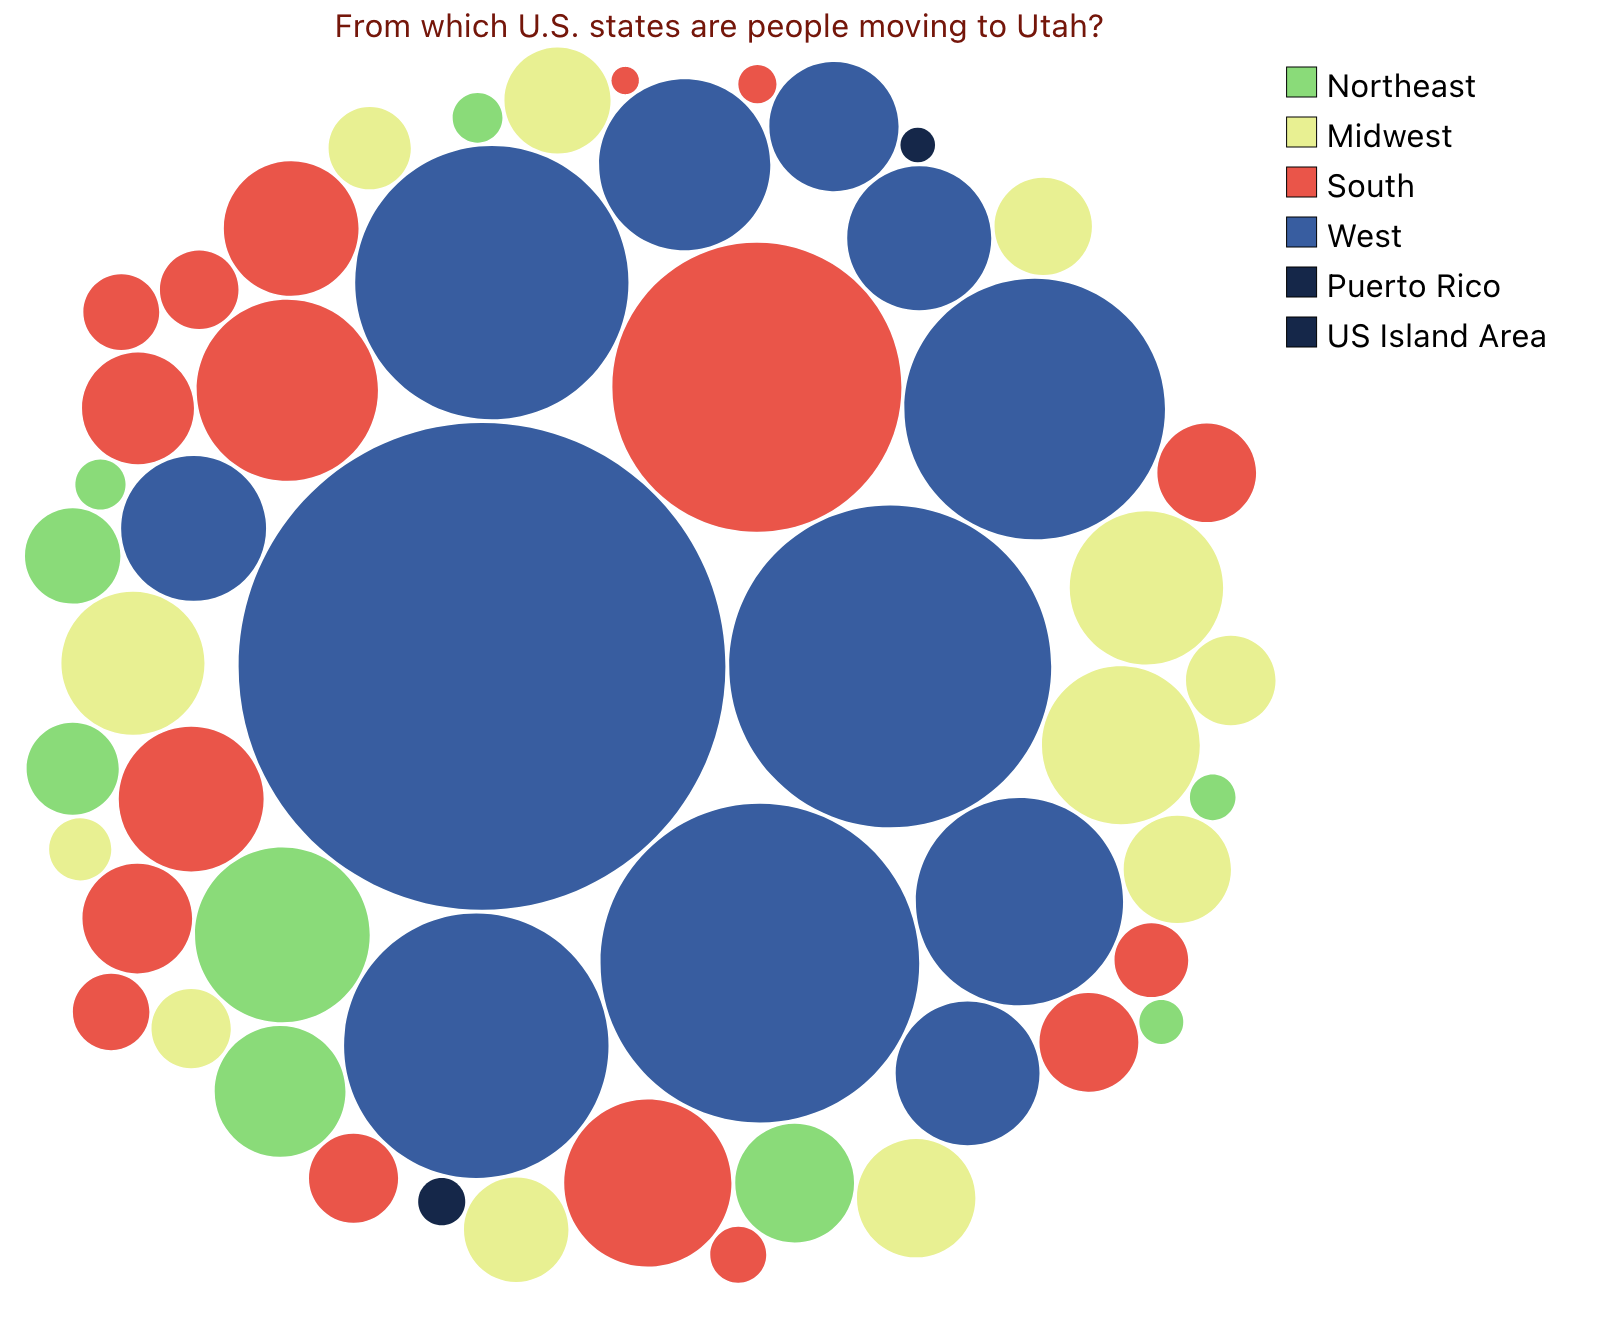 From which U.S. states are people moving to Utah?
Northeast
Midwest
South
West
Puerto Rico
US Island Area